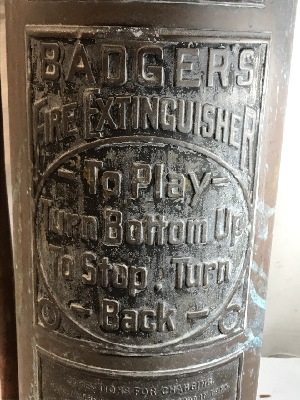 BADGER'S
FIRE EXTINGUISHER
- To Play -
Turn Bottom Up.
To Stop, Turn
- Back -
DIRECTIONS FOR CHARGING